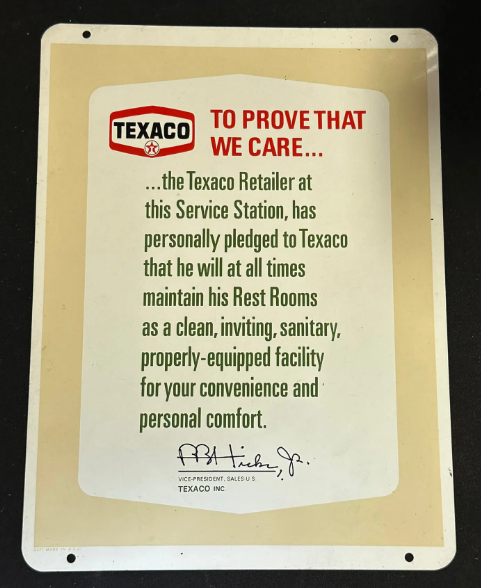 TEXACO
T
TO PROVE THAT
WE CARE...
...the Texaco Retailer at
this Service Station, has
personally pledged to Texaco
that he will at all times
maintain his Rest Rooms
as a clean, inviting, sanitary,
properly-equipped facility
for your convenience and
personal comfort.
VICE-PRESIDENT, SALES-U S
TEXACO INC.